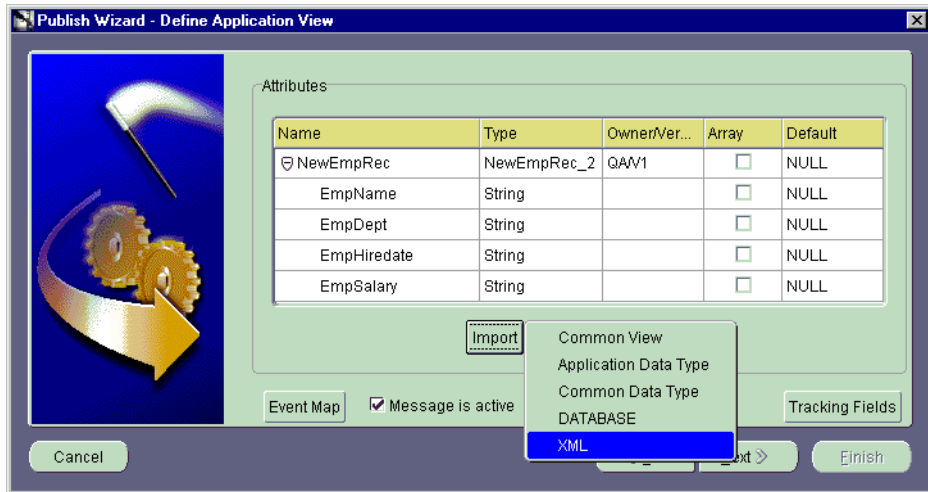 Publish Wizard - Define Application View
Attributes
Name Type Owner/Ver... Array Default
NewEmpRec NewEmpRec_2 QA/V1 NULL
EmpName String NULL
EmpDept String NULL
EmpHiredate String NULL
EmpSalary String NULL
Import
Common View
Application Data Type
Common Data Type
DATABASE
XML
Event Map Message is active Tracking Fields
Cancel ext Finish